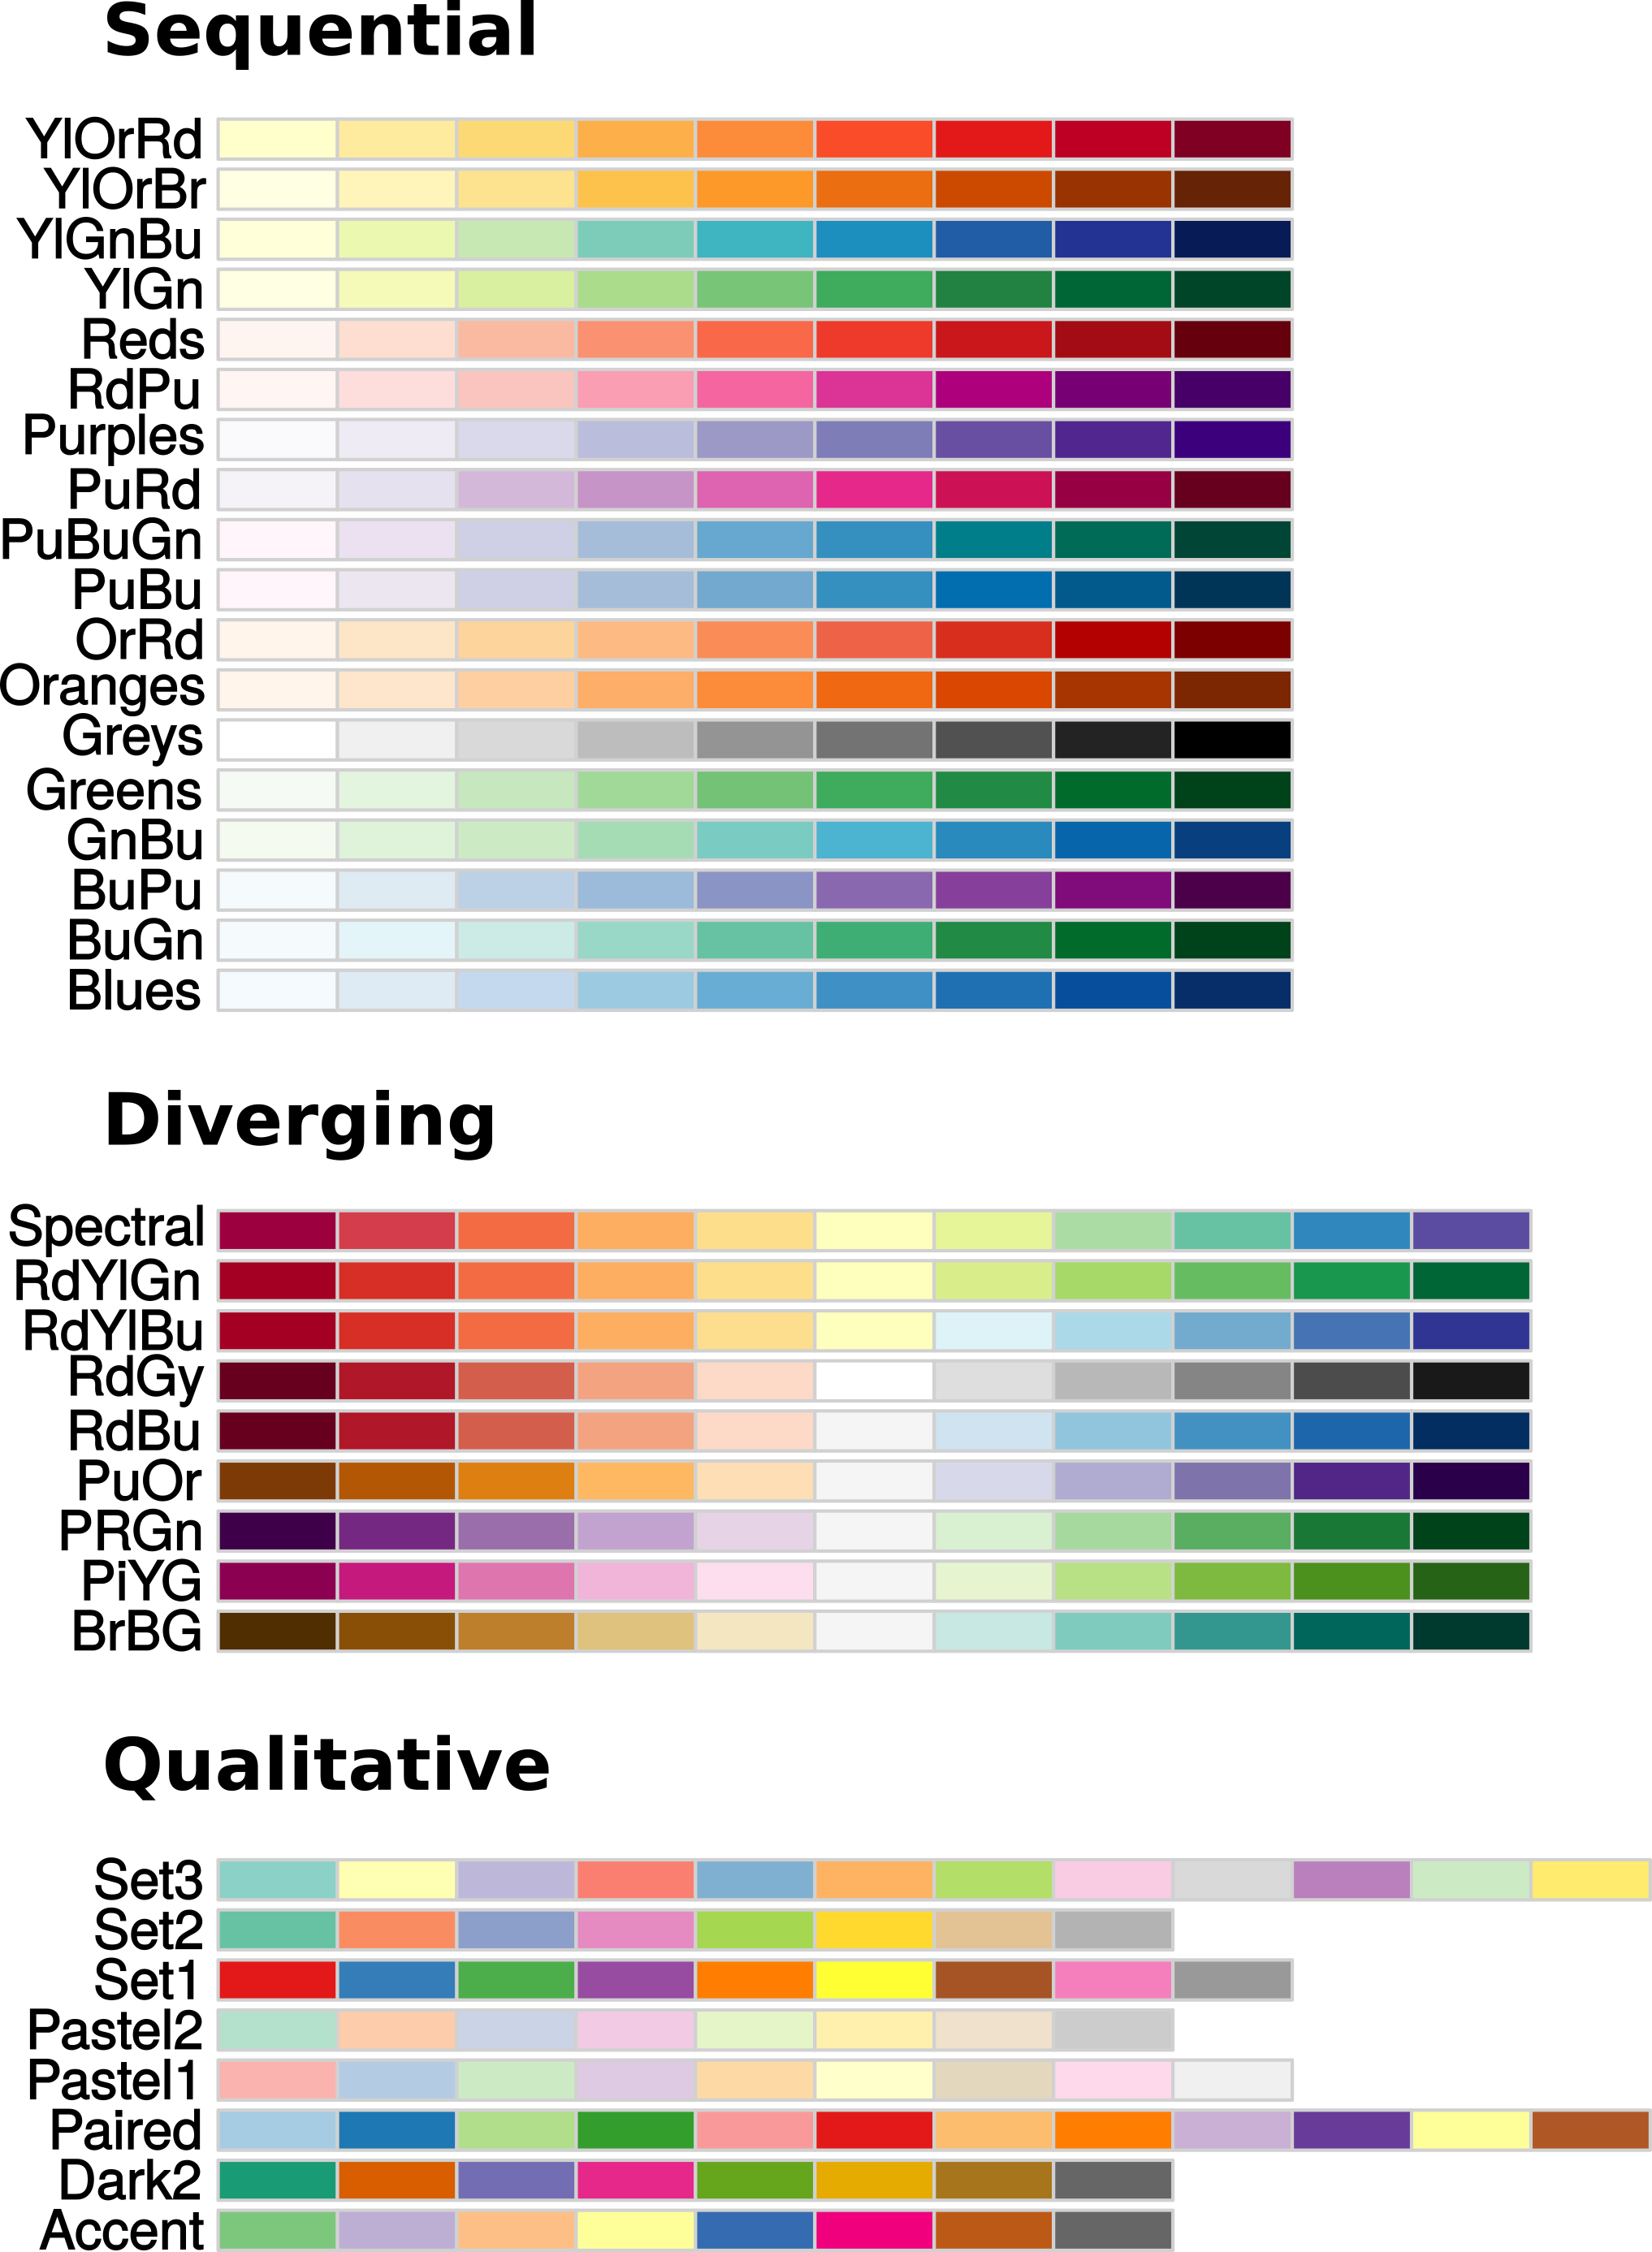 Sequential
YlOrRd
YlOrBr
YlGnBu
YlGn
Reds
RdPu
Purples
PuRd
PuBuGn
PuBu
OrRd
Oranges
Greys
Greens
GnBu
BuPu
BuGn
Blues
Diverging
Spectral
RdYlGn
RdYlBu
RdGy
RdBu
PuOr
PRGn
PiYG
BrBG
Qualitative
Set3
Set2
Set1
Pastel2
Pastel1
Paired
Dark2
Accent